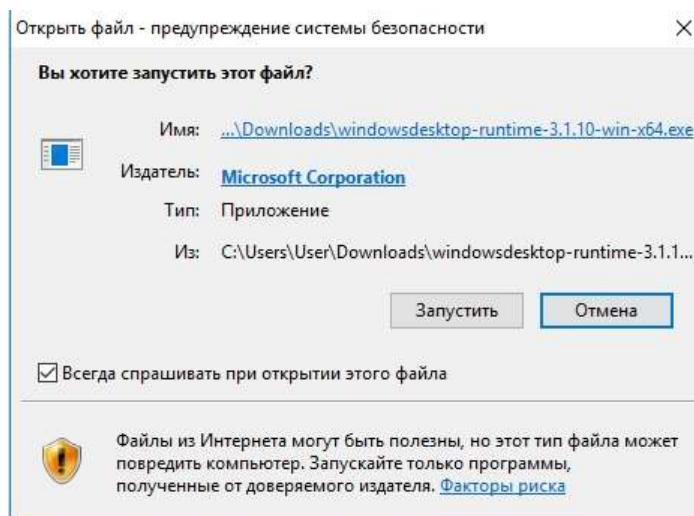 Открыть файл - предупреждение системы безопасности
Вы хотите запустить этот файл?
Имя: ...\Downloads\windowsdesktop-runtime-3.1.10-win-x64.exe
Издатель: Microsoft Corporation
Тип: Приложение
Из: C:\Users\User\Downloads\windowsdesktop-runtime-3.1.1...
Запустить Отмена
Всегда спрашивать при открытии этого файла
Файлы из Интернета могут быть полезны, но этот тип файла может
повредить компьютер. Запускайте только программы,
полученные от доверяемого издателя. Факторы риска